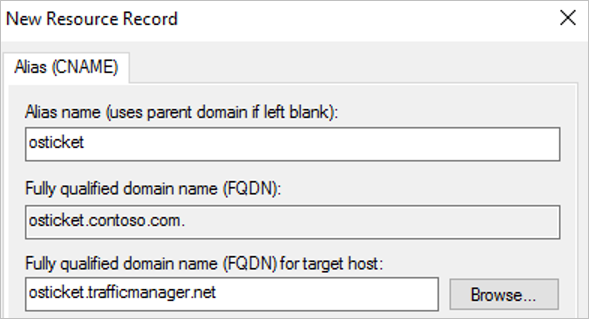 New Resource Record
Alias (CNAME)
Alias name (uses parent domain if left blank):
osticket
Fully qualified domain name (FQDN):
osticket.contoso.com.
Fully qualified domain name (FQDN) for target host:
osticket.trafficmanager.net
Browse...